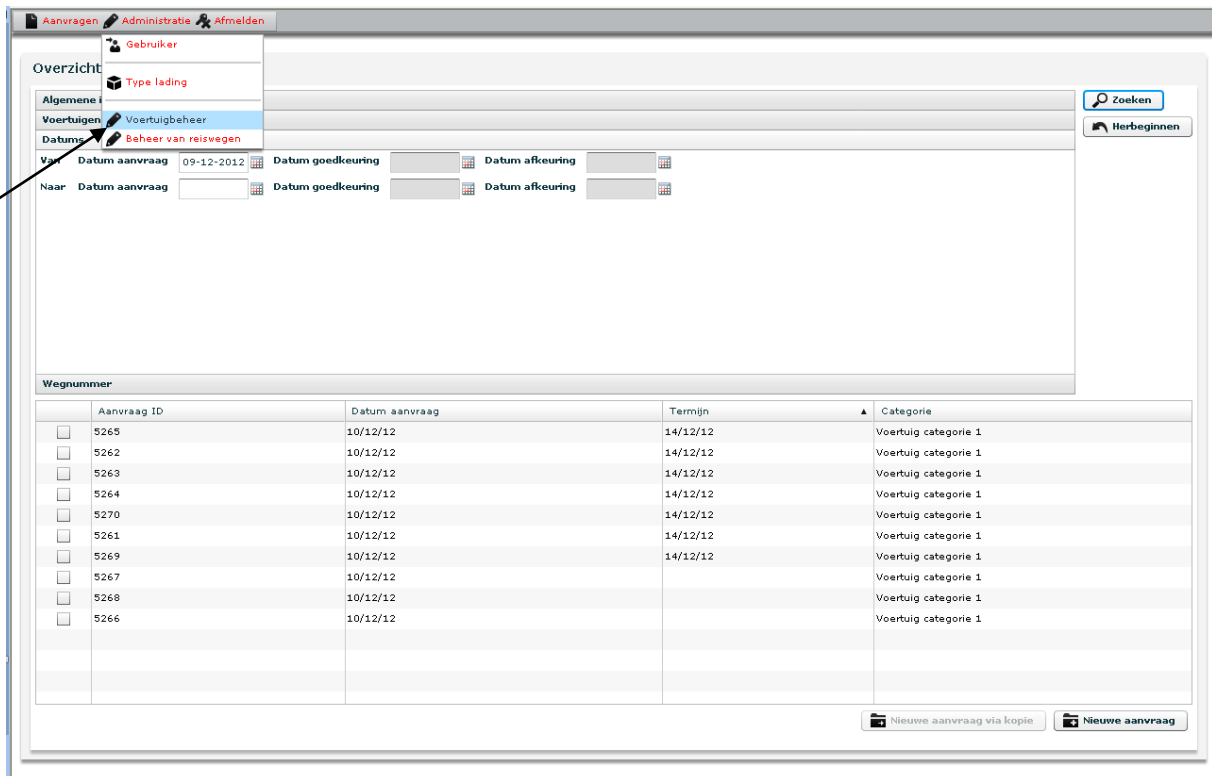 Aanvragen Administratie Afmelden
Gebruiker
Overzicht
Type lading
Algemene i
Voertuigen
Voertuigbeheer
Datums
Beheer van reiswegen
Zoeken
Herbeginnen
Van Datum aanvraag 09-12-2012 Datum goedkeuring Datum afkeuring
Naar Datum aanvraag Datum goedkeuring Datum afkeuring
Wegnummer
Aanvraag ID Datum aanvraag Termijn ▲ Categorie
5265 10/12/12 14/12/12 Voertuig categorie 1
5262 10/12/12 14/12/12 Voertuig categorie 1
5263 10/12/12 14/12/12 Voertuig categorie 1
5264 10/12/12 14/12/12 Voertuig categorie 1
5270 10/12/12 14/12/12 Voertuig categorie 1
5261 10/12/12 14/12/12 Voertuig categorie 1
5269 10/12/12 14/12/12 Voertuig categorie 1
5267 10/12/12 Voertuig categorie 1
5268 10/12/12 Voertuig categorie 1
5266 10/12/12 Voertuig categorie 1
Nieuwe aanvraag via kopie Nieuwe aanvraag